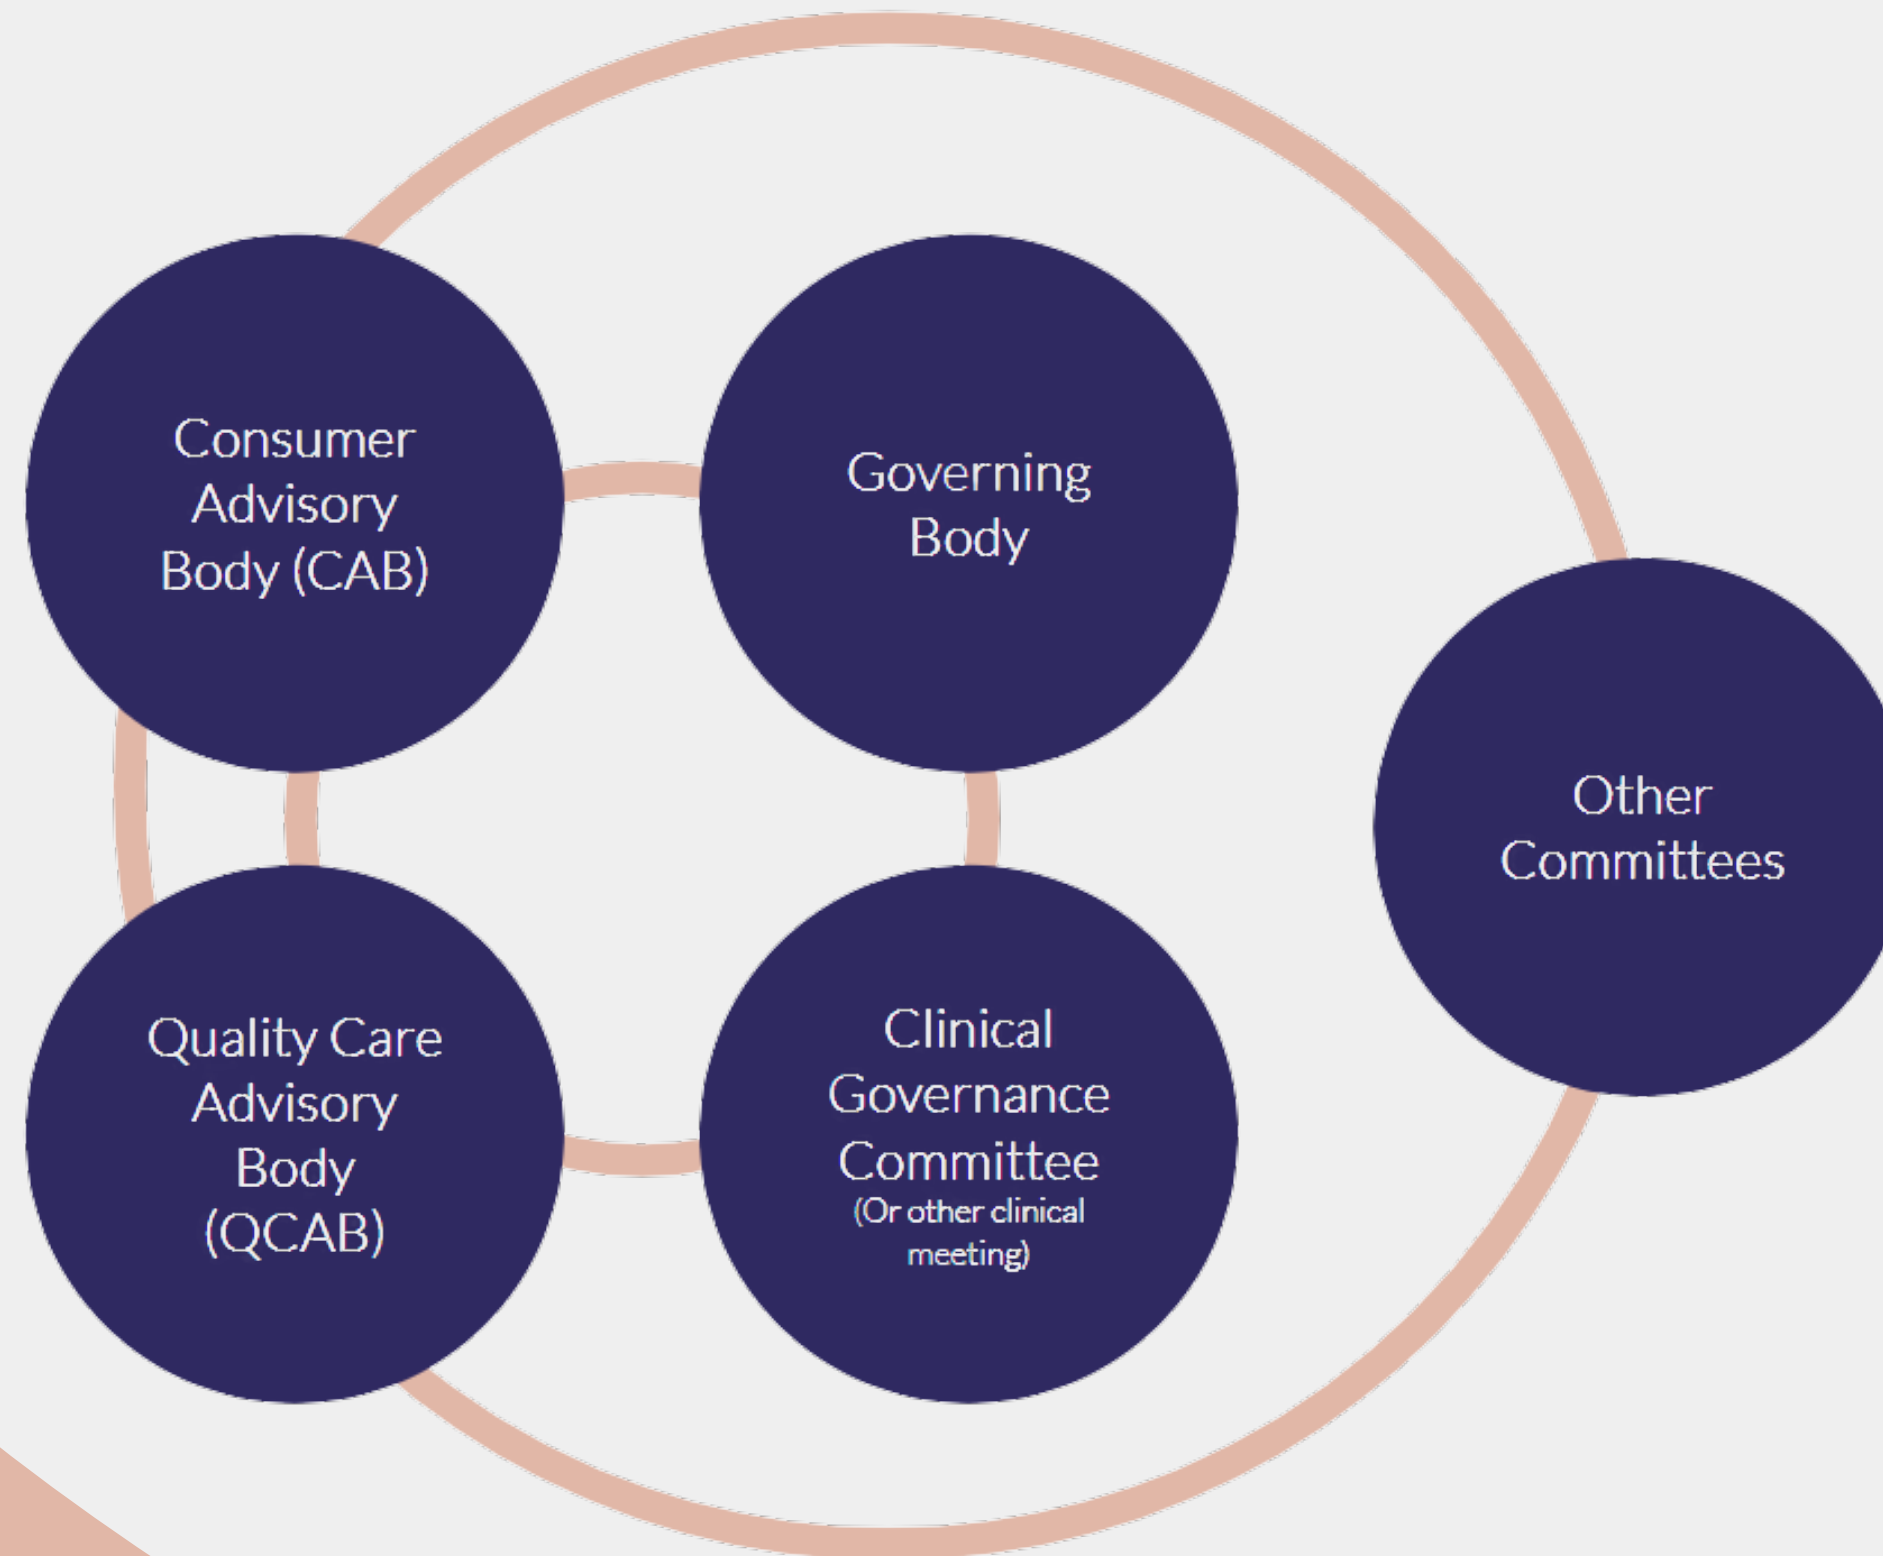 Consumer
Advisory
Body (CAB)
Governing
Body
Other
Committees
Quality Care
Advisory
Body
(QCAB)
Clinical
Governance
Committee
(Or other clinical
meeting)